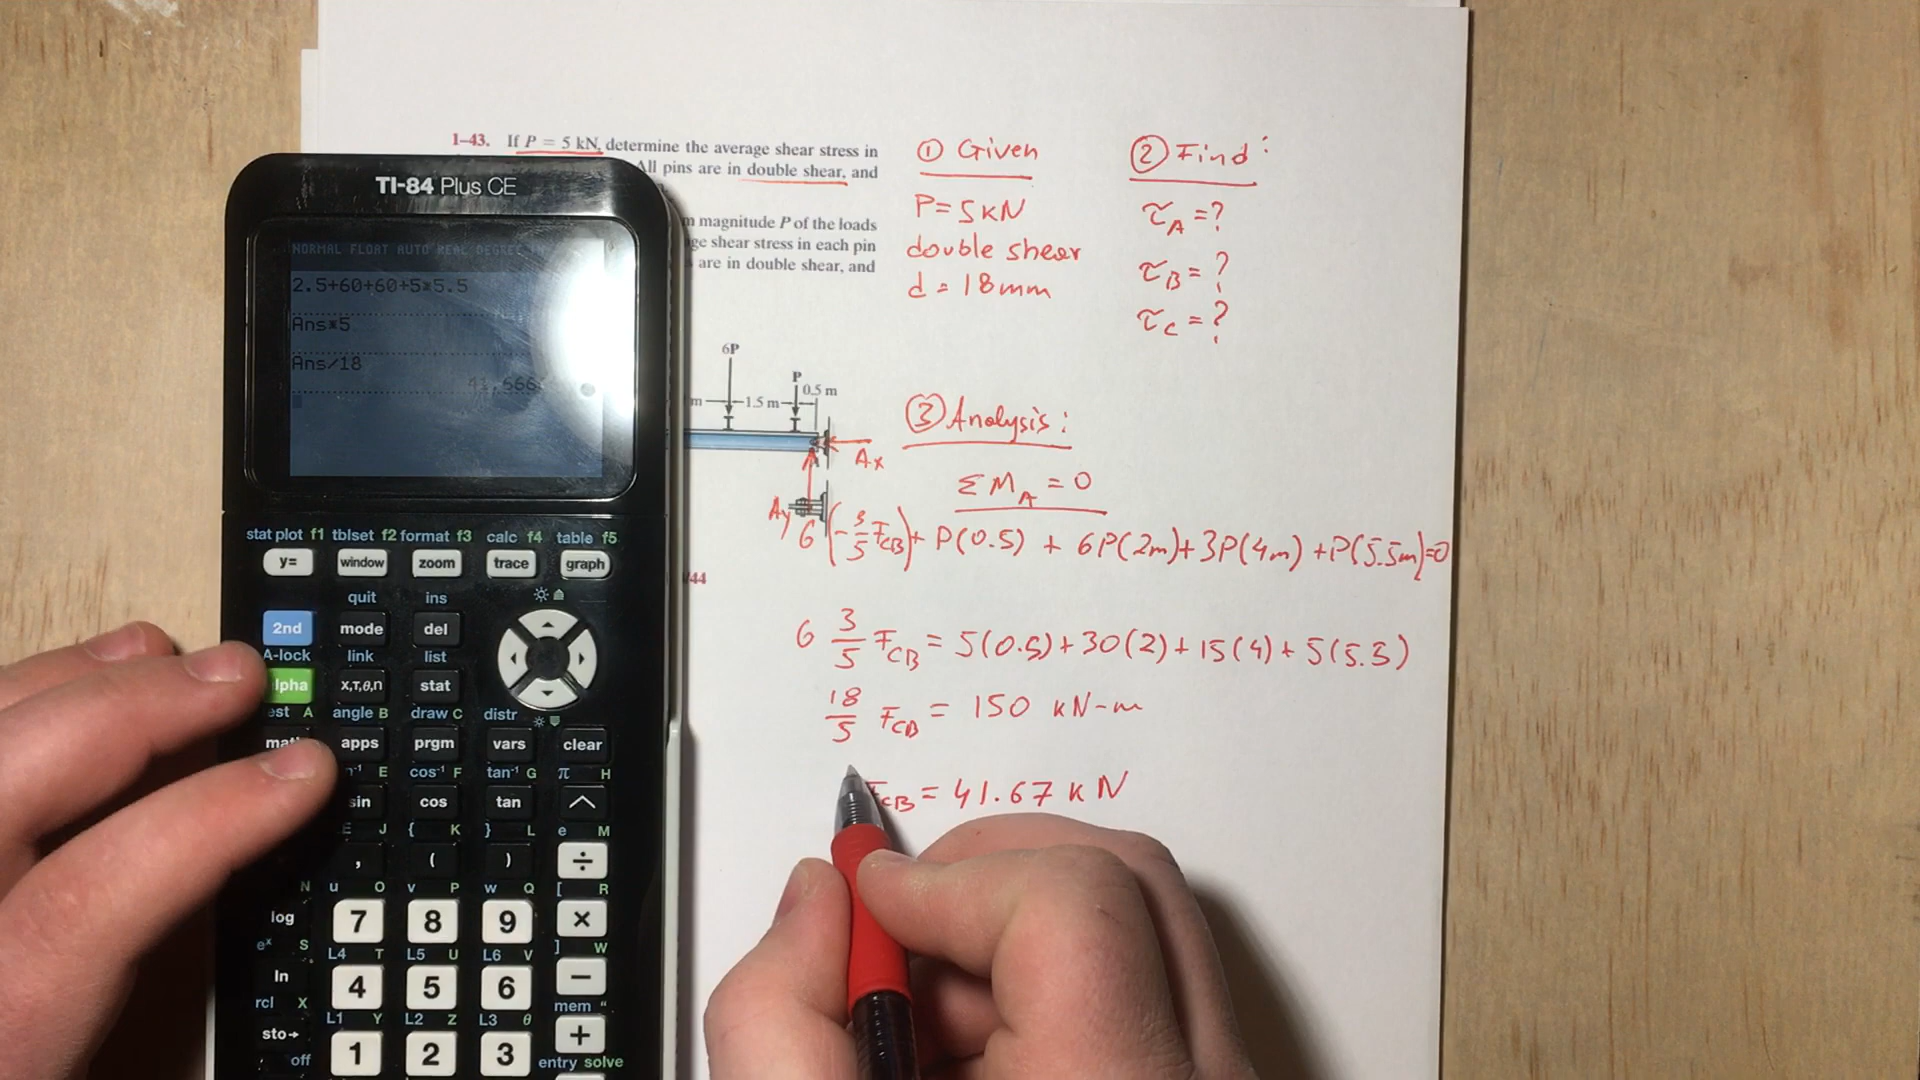 1–43. If P = 5 kN, determine the average shear stress in
All pins are in double shear, and
magnitude P of the loads
shear stress in each pin
are in double shear, and
6P
P
0.5 m
m
1.5 m
Ax
Ay
/44
① Given
P = 5 kN
double shear
d = 18mm
② Find:
τA = ?
τB = ?
τC = ?
③ Analysis:
ΣMA = 0
6(-3/5 FCB) + P(0.5) + 6P(2m) + 3P(4m) + P(5.5m) = 0
6 3/5 FCB = 5(0.5) + 30(2) + 15(4) + 5(5.5)
18/5 FCB = 150 kN-m
FCB = 41.67 kN
TI-84 Plus CE
NORMAL FLOAT AUTO REAL DEGREE
2.5+60+60+5*5.5
Ans*5
Ans/18
41.666
stat plot f1 tblset f2 format f3 calc f4 table f5
y= window zoom trace graph
quit ins
2nd mode del
A-lock link list
alpha X,T,θ,n stat
A angle B draw C distr
apps prgm vars clear
E cos⁻¹ F tan⁻¹ G π H
sin cos tan ^
J { K } L e M
, ( ) ÷
N u O v P w Q [ R
log 7 8 9 ×
eˣ S L4 T L5 U L6 V ] W
ln 4 5 6 −
rcl X L1 Y L2 Z L3 θ mem "
sto→ 1 2 3 +
off entry solve